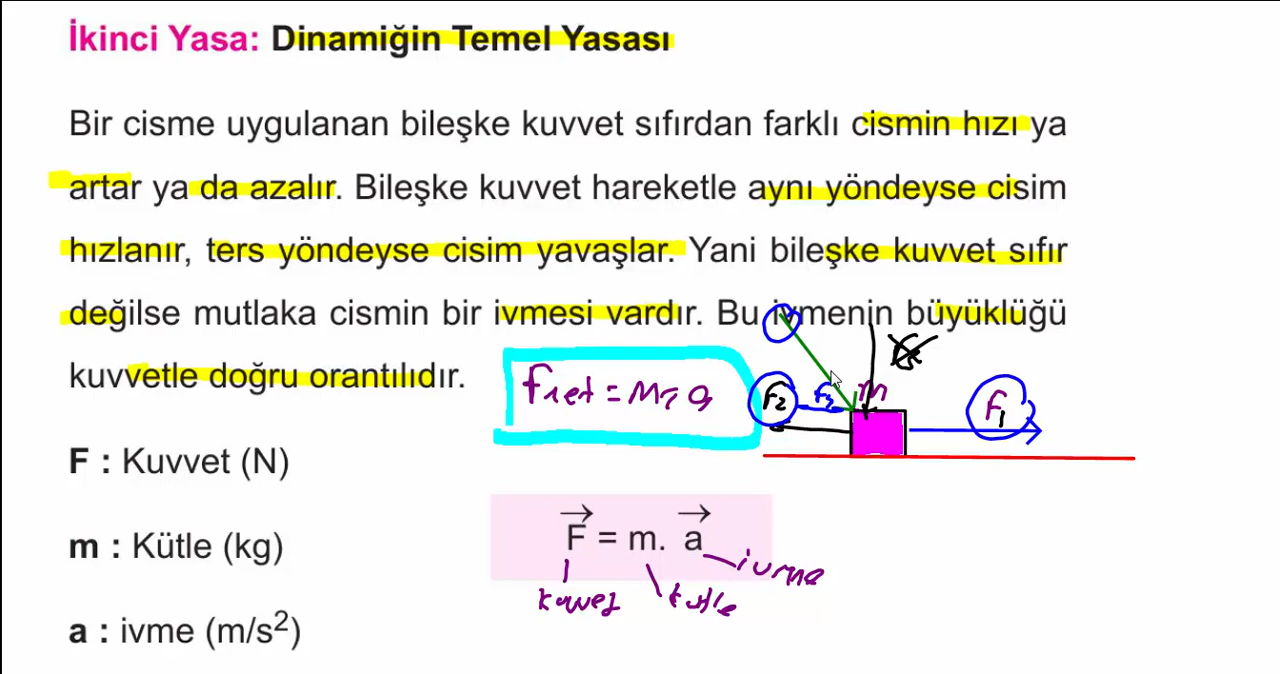 İkinci Yasa: Dinamiğin Temel Yasası
Bir cisme uygulanan bileşke kuvvet sıfırdan farklı cismin hızı ya
artar ya da azalır. Bileşke kuvvet hareketle aynı yöndeyse cisim
hızlanır, ters yöndeyse cisim yavaşlar. Yani bileşke kuvvet sıfır
değilse mutlaka cismin bir ivmesi vardır. Bu ivmenin büyüklüğü
kuvvetle doğru orantılıdır.
Fnet = m.a
F2
F3
m
F1
F : Kuvvet (N)
F = m. a
m : Kütle (kg)
ivme
kuvvet
kütle
a : ivme (m/s²)